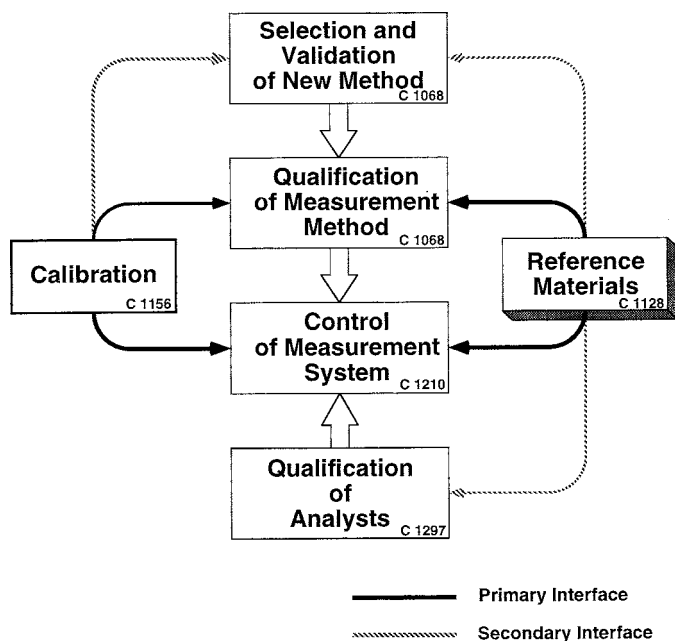 Selection and
Validation
of New Method
C 1068
Qualification
of Measurement
Method
C 1068
Calibration
C 1156
Reference
Materials
C 1128
Control
of Measurement
System
C 1210
Qualification
of
Analysts
C 1297
Primary Interface
Secondary Interface